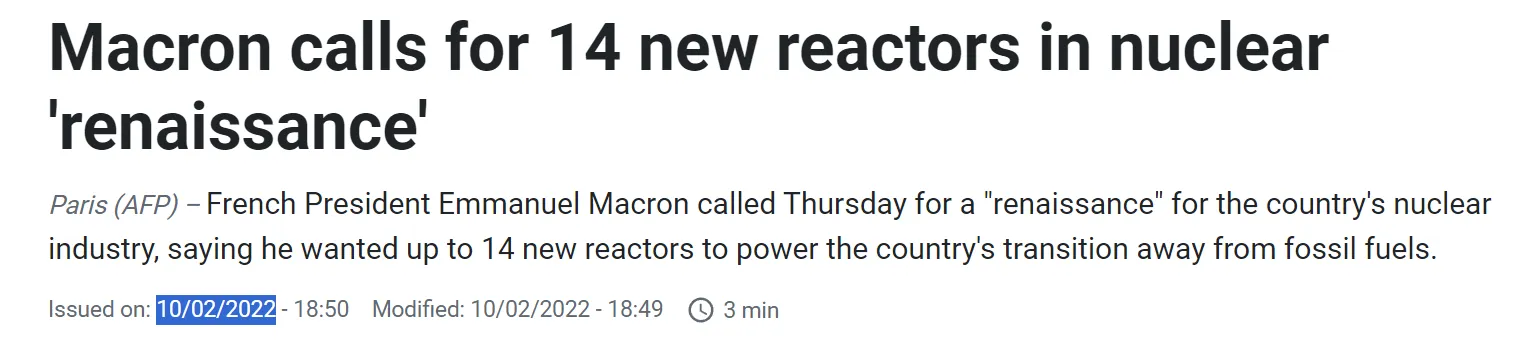 Macron calls for 14 new reactors in nuclear
'renaissance'
Paris (AFP) – French President Emmanuel Macron called Thursday for a "renaissance" for the country's nuclear
industry, saying he wanted up to 14 new reactors to power the country's transition away from fossil fuels.
Issued on: 10/02/2022 - 18:50 Modified: 10/02/2022 - 18:49 3 min